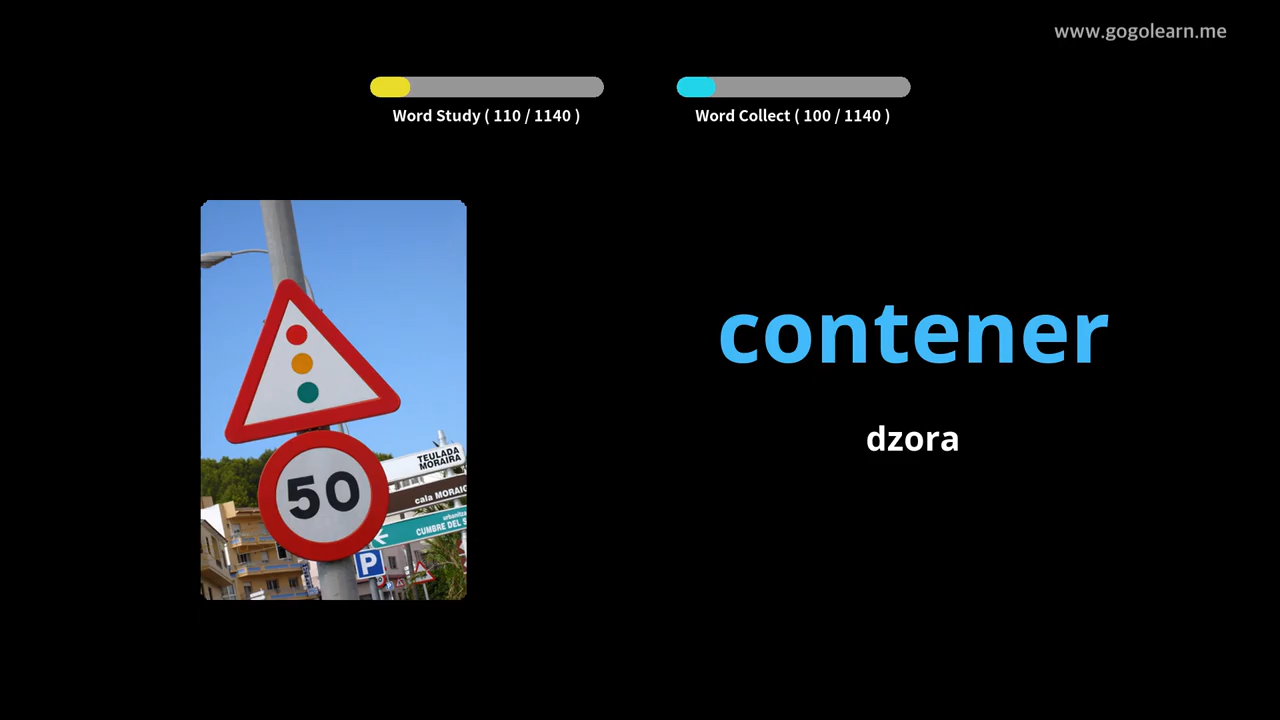 www.gogolearn.me
Word Study ( 110 / 1140 )
Word Collect ( 100 / 1140 )
contener
dzora
50
TEULADA
MORAIRA
cala MORAIG
urbanitza
CUMBRE DEL S
P